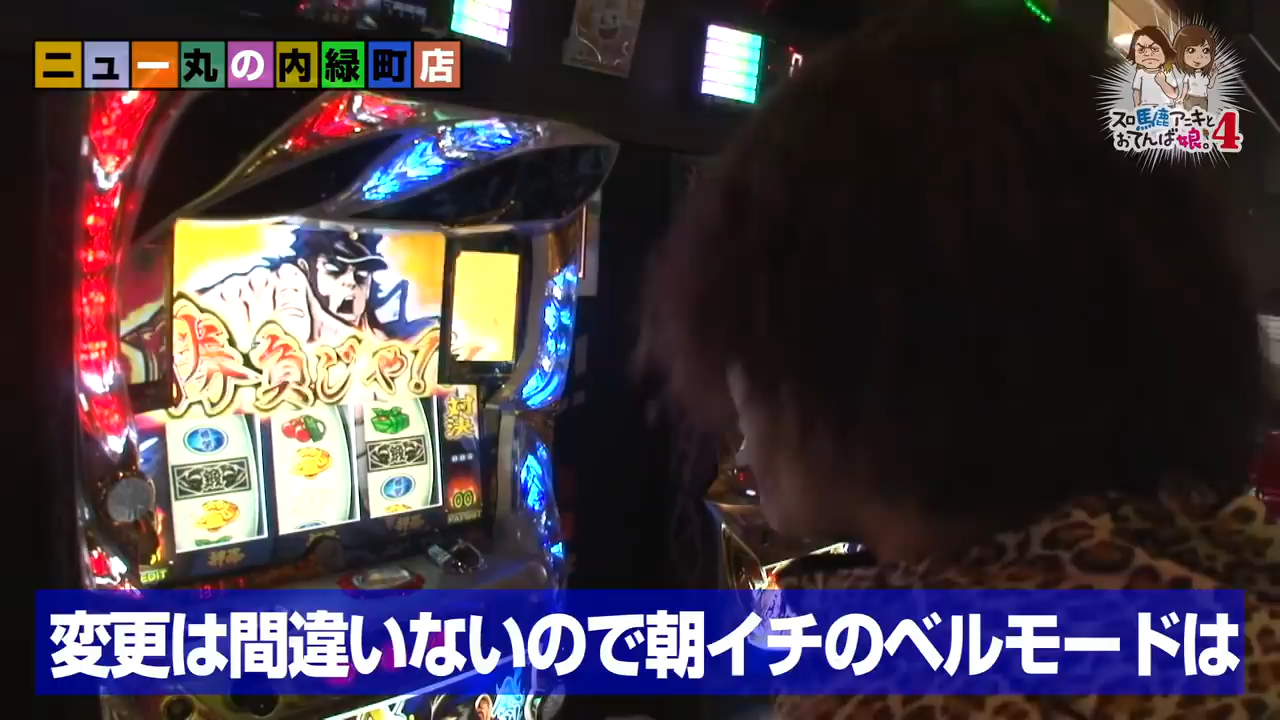 ニュー丸の内緑町店
スロ馬鹿アニキと
おてんば娘。4
勝負じゃ!
対決
00
変更は間違いないので朝イチのベルモードは